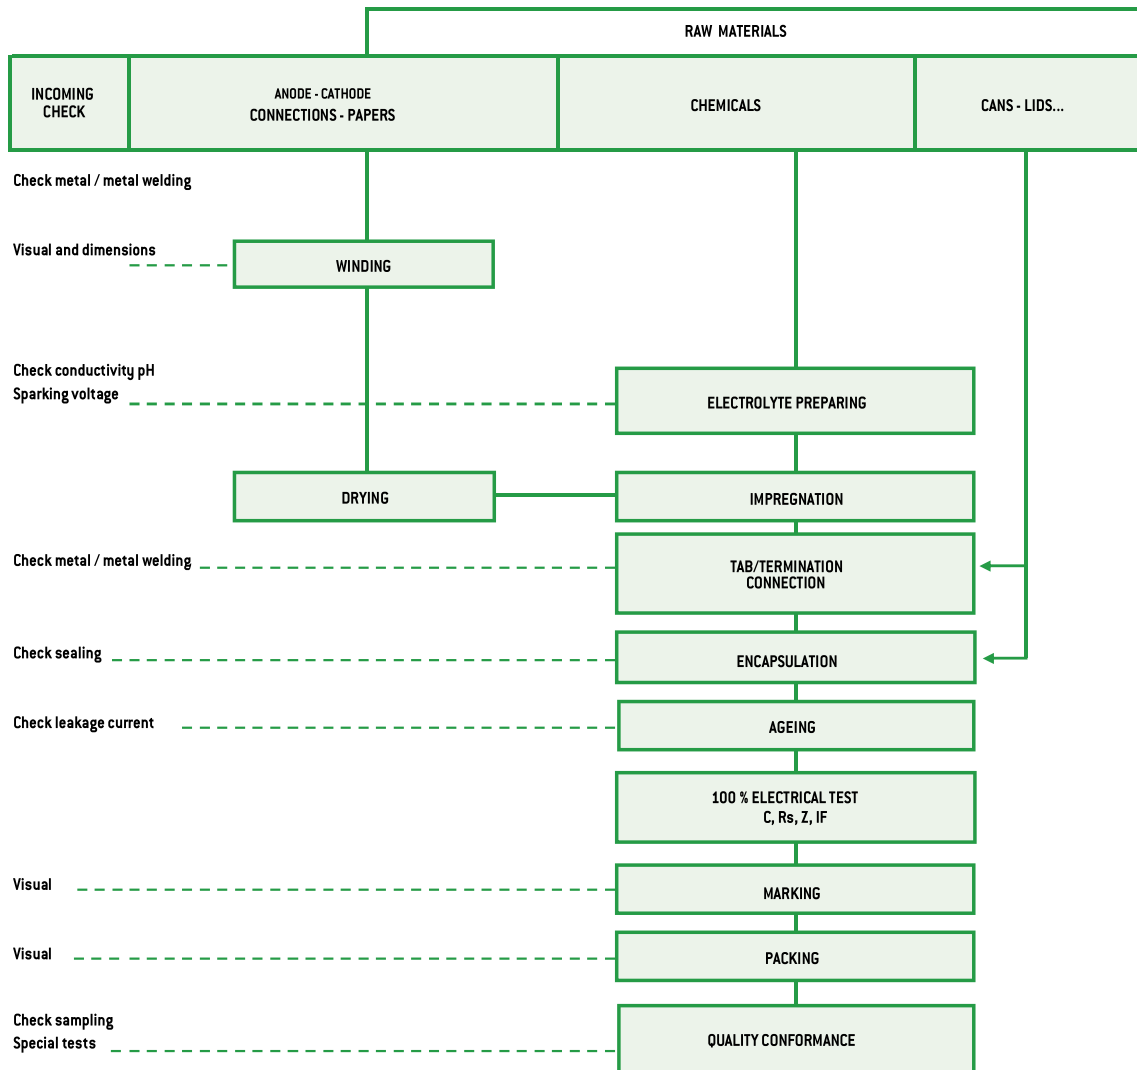 RAW MATERIALS
INCOMING
CHECK
ANODE - CATHODE
CONNECTIONS - PAPERS
CHEMICALS
CANS - LIDS...
Check metal / metal welding
Visual and dimensions
WINDING
Check conductivity pH
Sparking voltage
ELECTROLYTE PREPARING
DRYING
IMPREGNATION
Check metal / metal welding
TAB/TERMINATION
CONNECTION
Check sealing
ENCAPSULATION
Check leakage current
AGEING
100 % ELECTRICAL TEST
C, Rs, Z, IF
Visual
MARKING
Visual
PACKING
Check sampling
Special tests
QUALITY CONFORMANCE